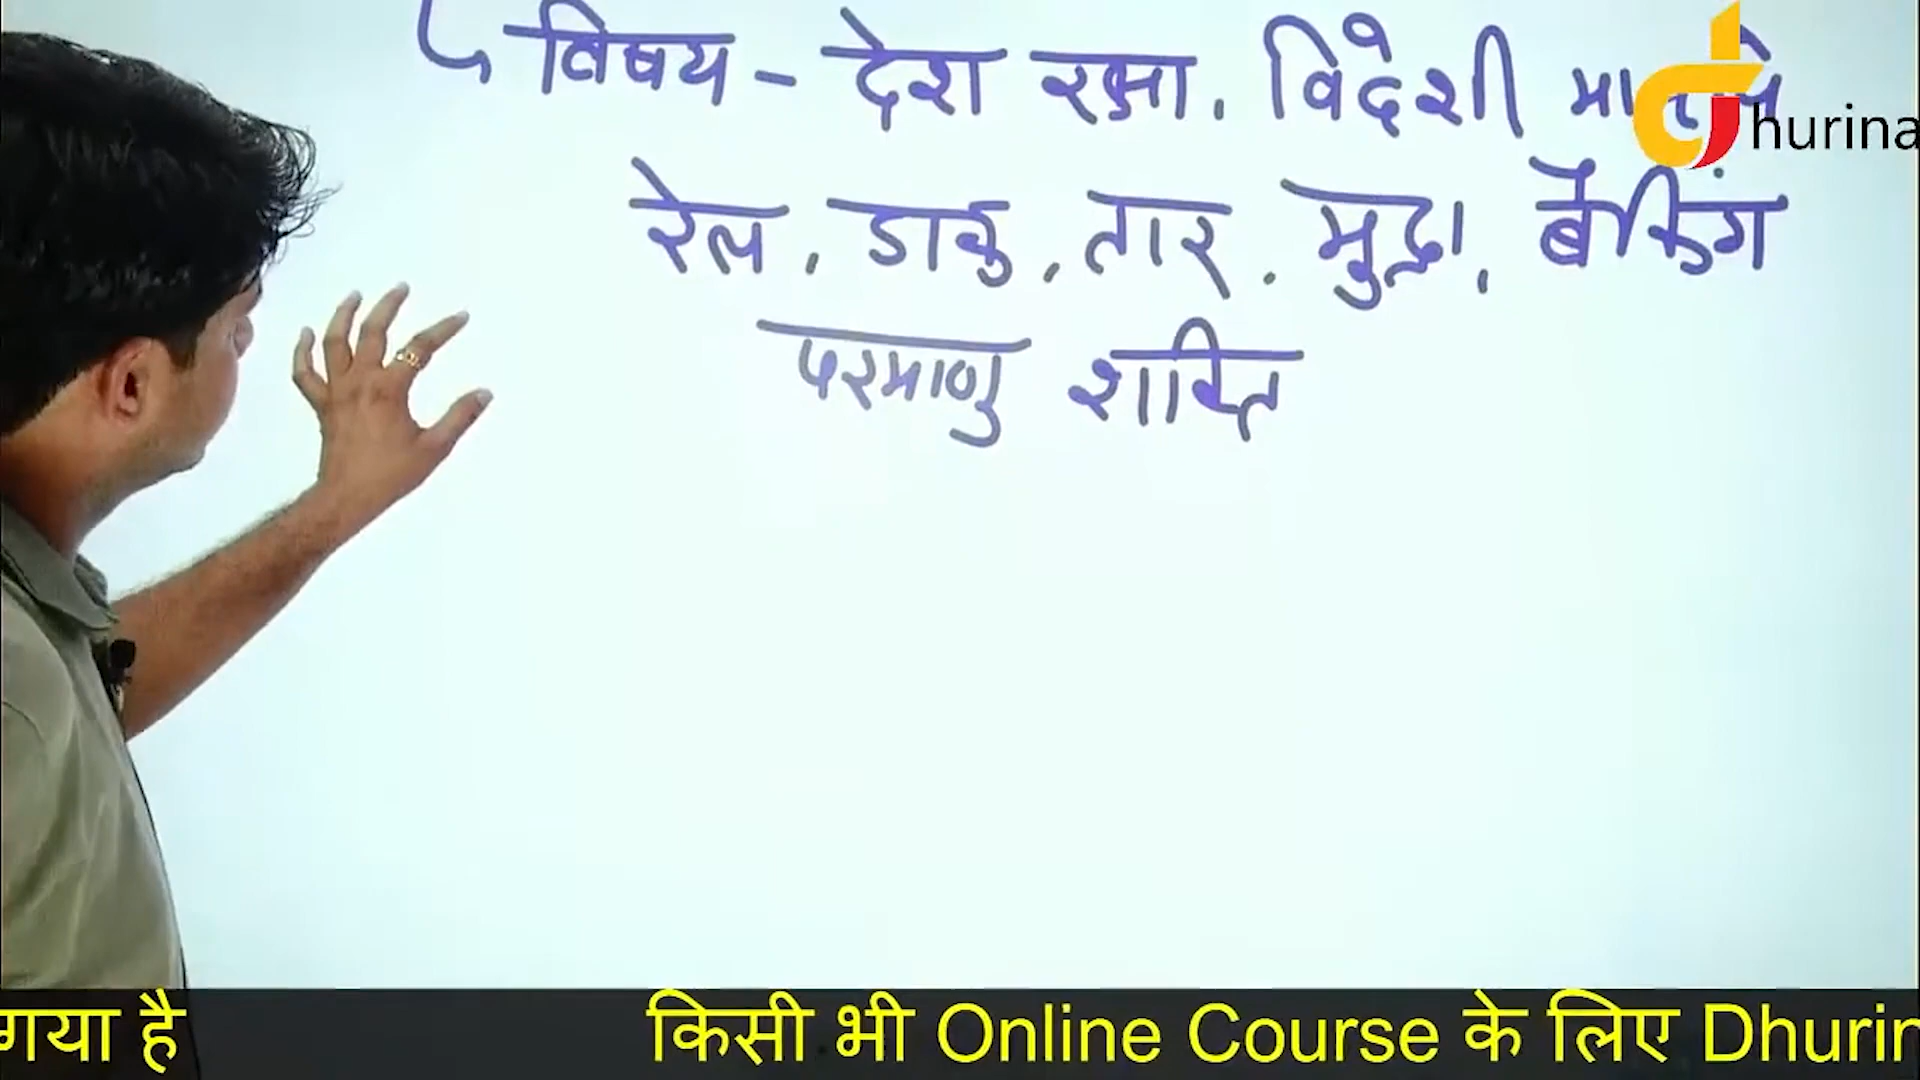 विषय - देश रक्षा, विदेशी
hurina
रेल, डाक, तार, मुद्रा, बैंकिंग
परमाणु शक्ति
गया है किसी भी Online Course के लिए Dhurin